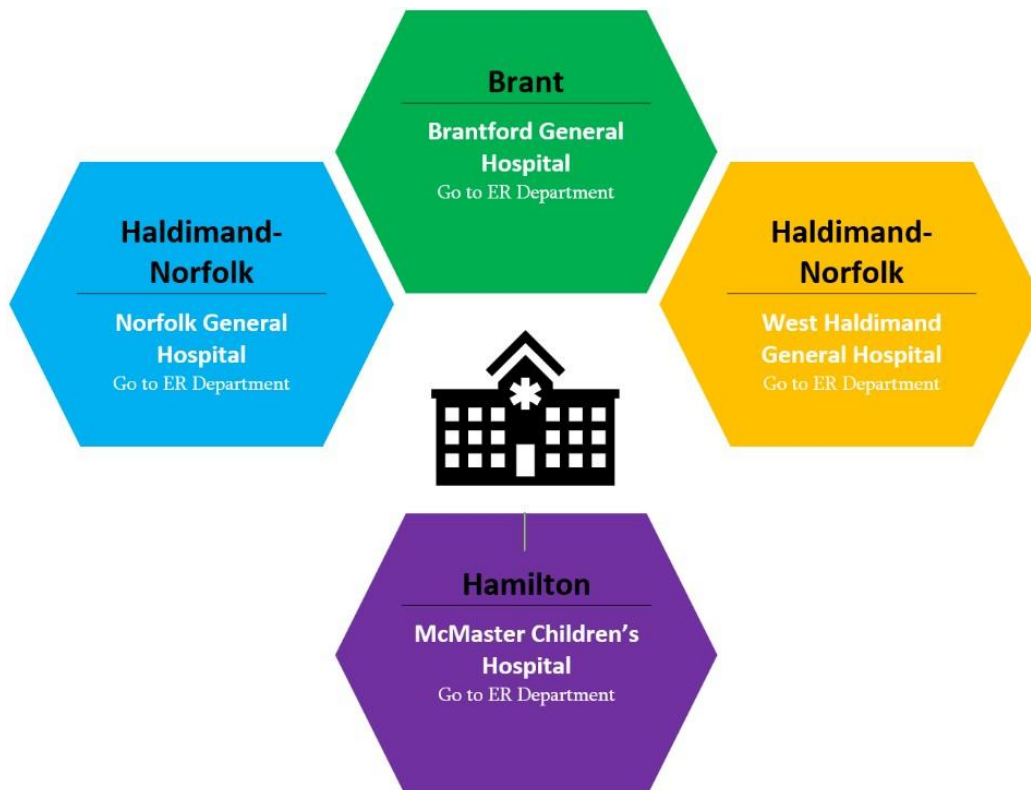 Brant
Brantford General
Hospital
Go to ER Department
Haldimand-
Norfolk
Norfolk General
Hospital
Go to ER Department
Haldimand-
Norfolk
West Haldimand
General Hospital
Go to ER Department
Hamilton
McMaster Children’s
Hospital
Go to ER Department